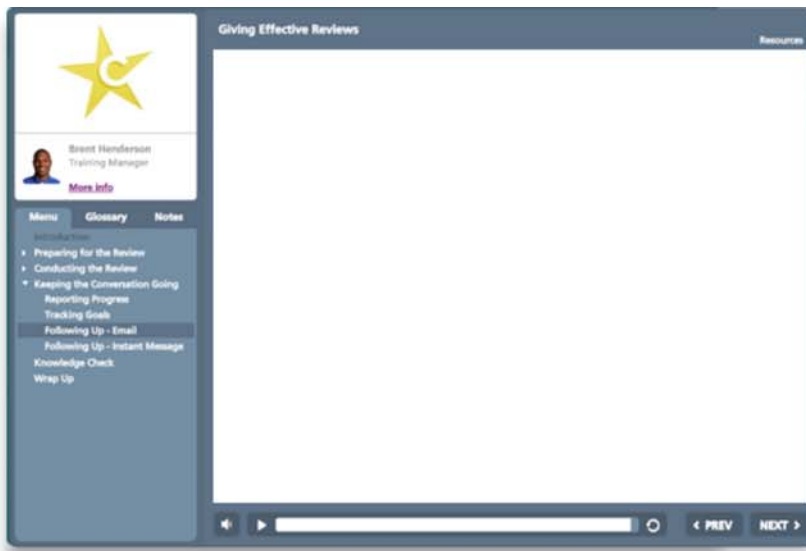 Giving Effective Reviews
Resources
Brent Henderson
Training Manager
More info
Menu Glossary Notes
Introduction
Preparing for the Review
Conducting the Review
Keeping the Conversation Going
Reporting Progress
Tracking Goals
Following Up - Email
Following Up - Instant Message
Knowledge Check
Wrap Up
< PREV NEXT >